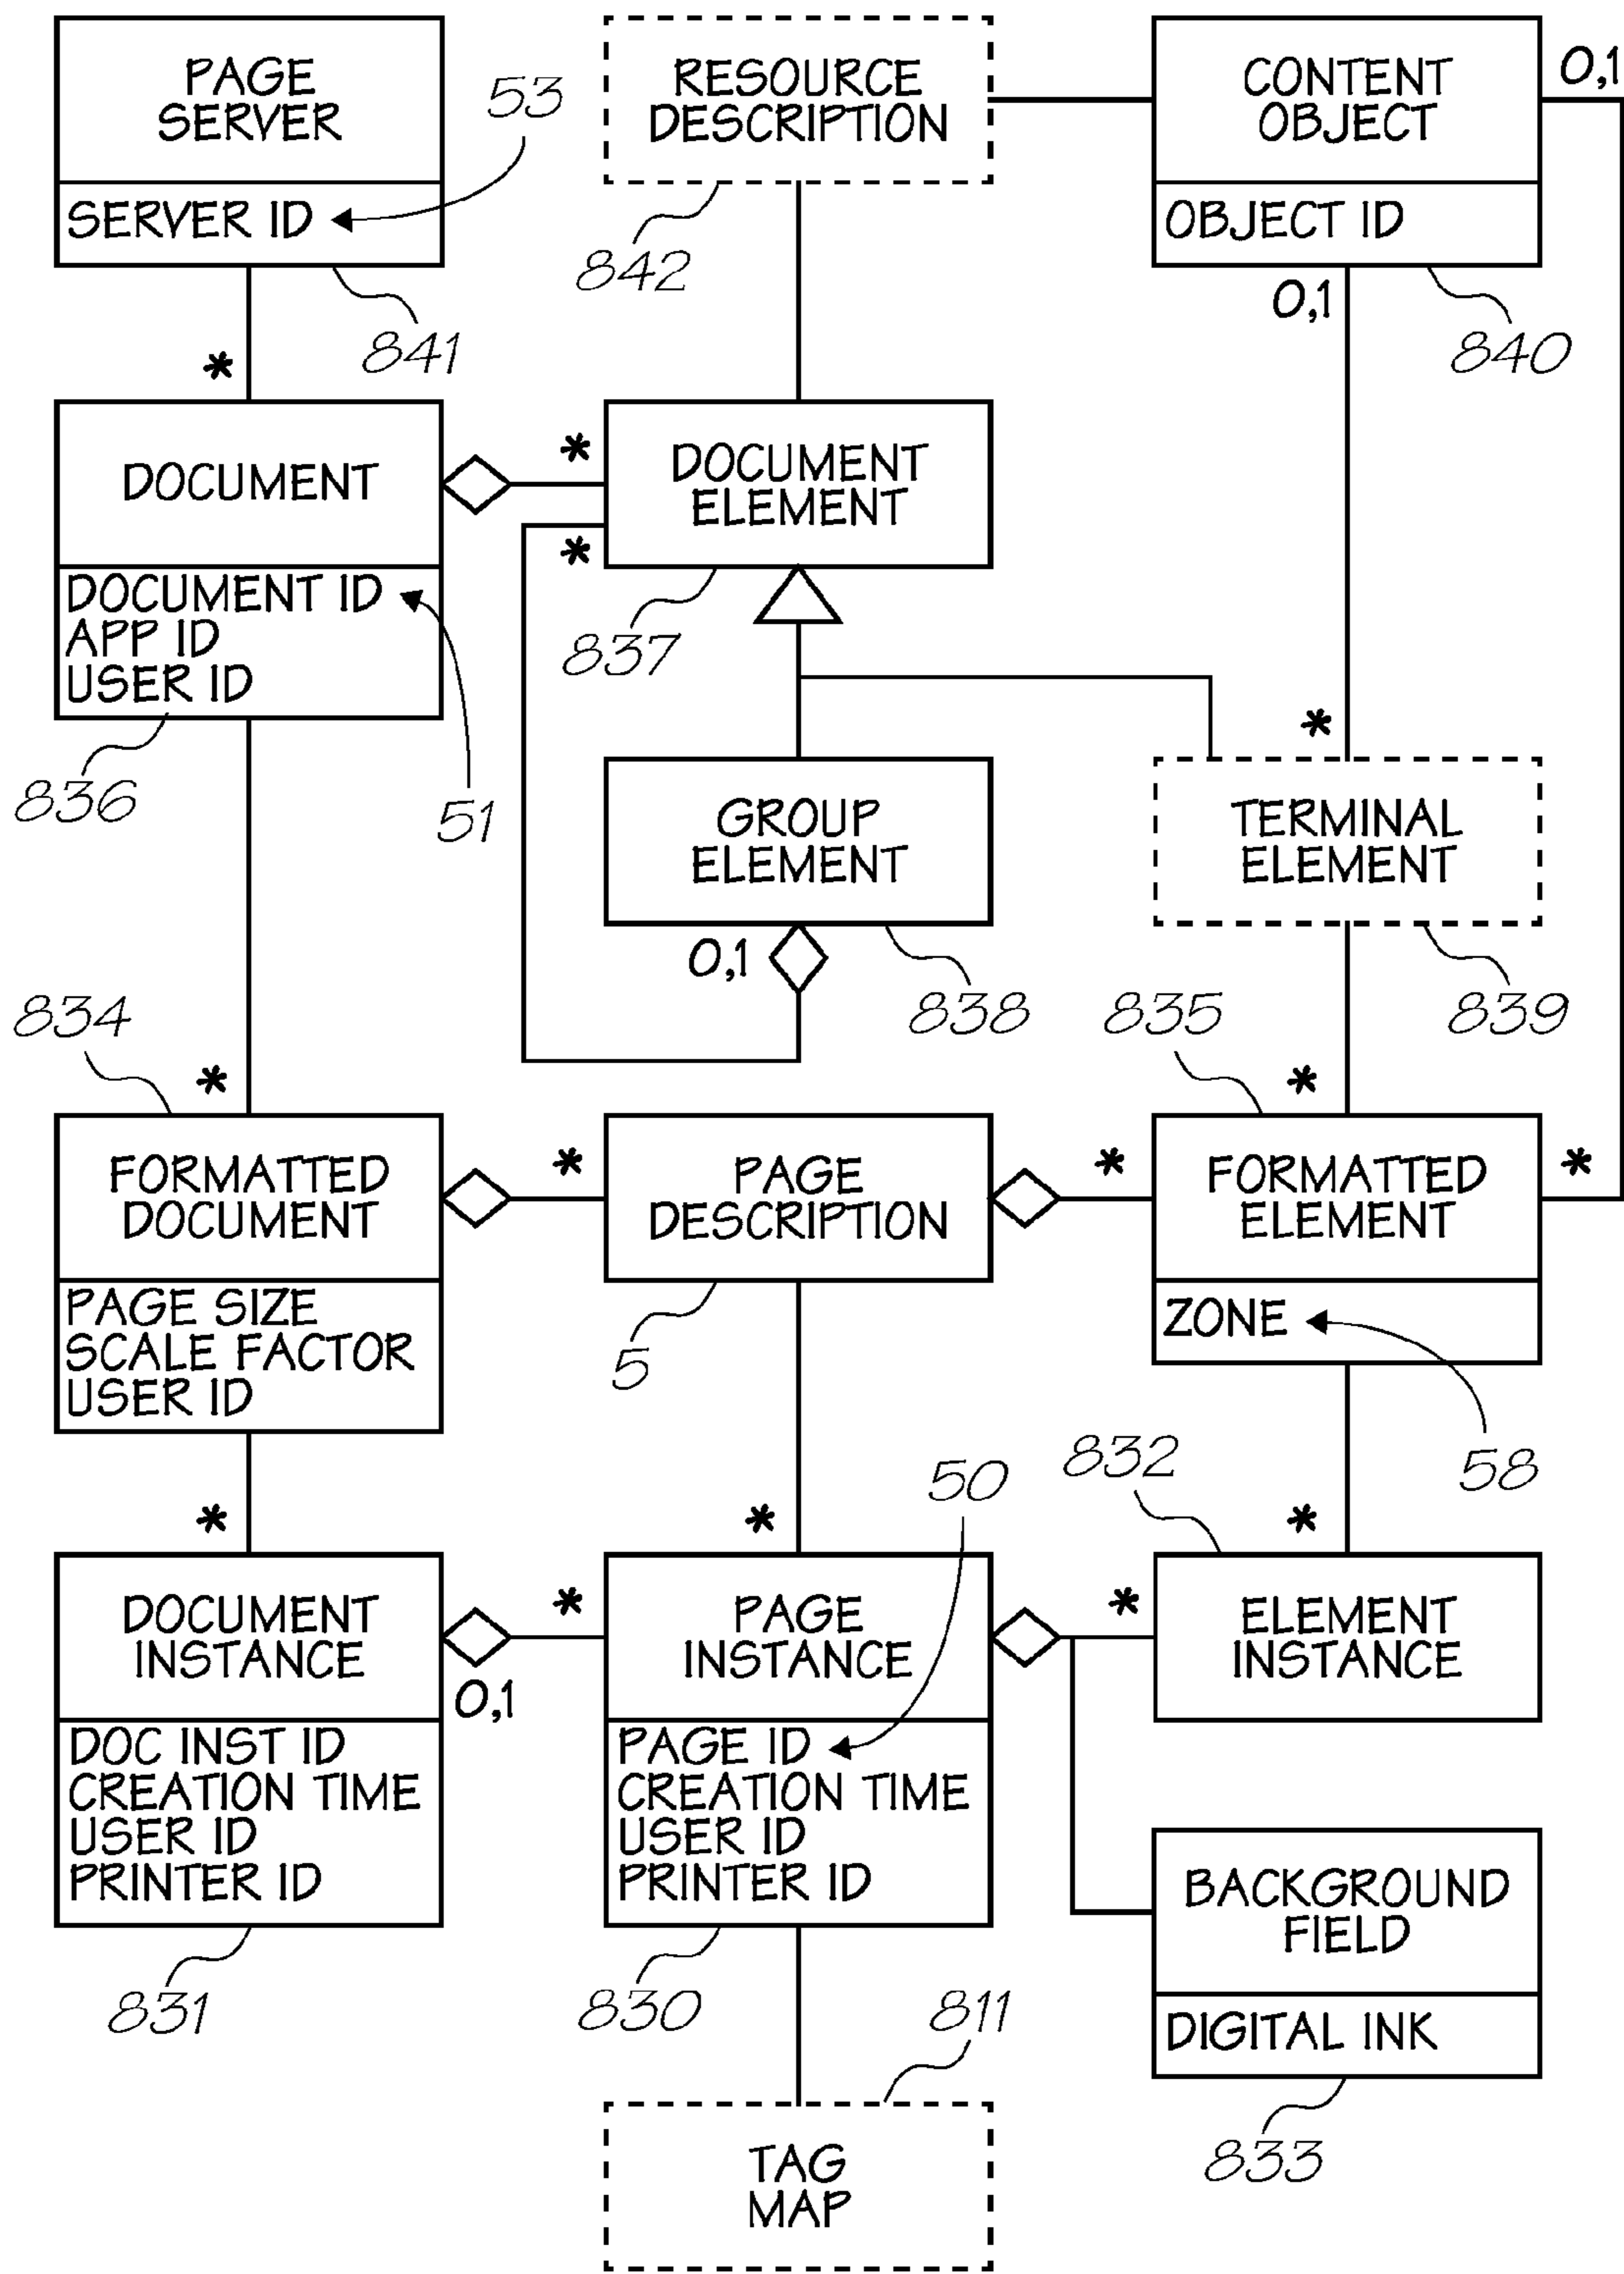 PAGE
SERVER
SERVER ID
53
841
RESOURCE
DESCRIPTION
842
CONTENT
OBJECT
OBJECT ID
0,1
0,1
840
*
DOCUMENT
DOCUMENT ID
APP ID
USER ID
836
51
*
*
DOCUMENT
ELEMENT
837
GROUP
ELEMENT
0,1
838
*
TERMINAL
ELEMENT
839
834
*
FORMATTED
DOCUMENT
PAGE SIZE
SCALE FACTOR
USER ID
*
PAGE
DESCRIPTION
5
835
*
*
*
FORMATTED
ELEMENT
ZONE
58
*
DOCUMENT
INSTANCE
DOC INST ID
CREATION TIME
USER ID
PRINTER ID
831
0,1
*
*
50
PAGE
INSTANCE
PAGE ID
CREATION TIME
USER ID
PRINTER ID
830
832
*
*
ELEMENT
INSTANCE
BACKGROUND
FIELD
DIGITAL INK
833
811
TAG
MAP